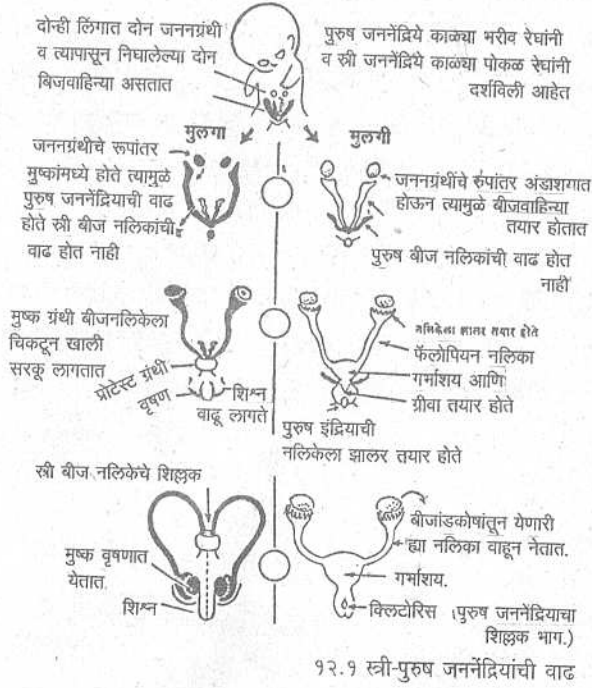 दोन्ही लिंगात दोन जननग्रंथी
व त्यापासून निघालेल्या दोन
बिजवाहिन्या असतात
पुरुष जननेंद्रिये काळ्या भरीव रेघांनी
व स्त्री जननेंद्रिये काळ्या पोकळ रेघांनी
दर्शविली आहेत
मुलगा
मुलगी
जननग्रंथीचे रूपांतर
मुष्कांमध्ये होते त्यामुळे
पुरुष जननेंद्रियाची वाढ
होते स्त्री बीज नलिकांची
वाढ होत नाही
जननग्रंथींचे रुपांतर अंडाशगात
होऊन त्यामुळे बीजवाहिन्या
तयार होतात
पुरुष बीज नलिकांची वाढ होत
नाही
मुष्क ग्रंथी बीजनलिकेला
चिकटून खाली
सरकू लागतात
प्रोटेस्ट ग्रंथी
वृषण
शिश्न
वाढू लागते
नलिकेला झालर तयार होते
फॅलोपियन नलिका
गर्भाशय आणि
ग्रीवा तयार होते
पुरुष इंद्रियाची
नलिकेला झालर तयार होते
स्त्री बीज नलिकेचे शिल्लक
मुष्क वृषणात
येतात
शिश्न
बीजांडकोषांतून येणारी
ह्या नलिका वाहून नेतात.
गर्भाशय.
क्लिटोरिस (पुरुष जननेंद्रियाचा
शिल्लक भाग.)
१२.१ स्त्री-पुरुष जननेंद्रियांची वाढ